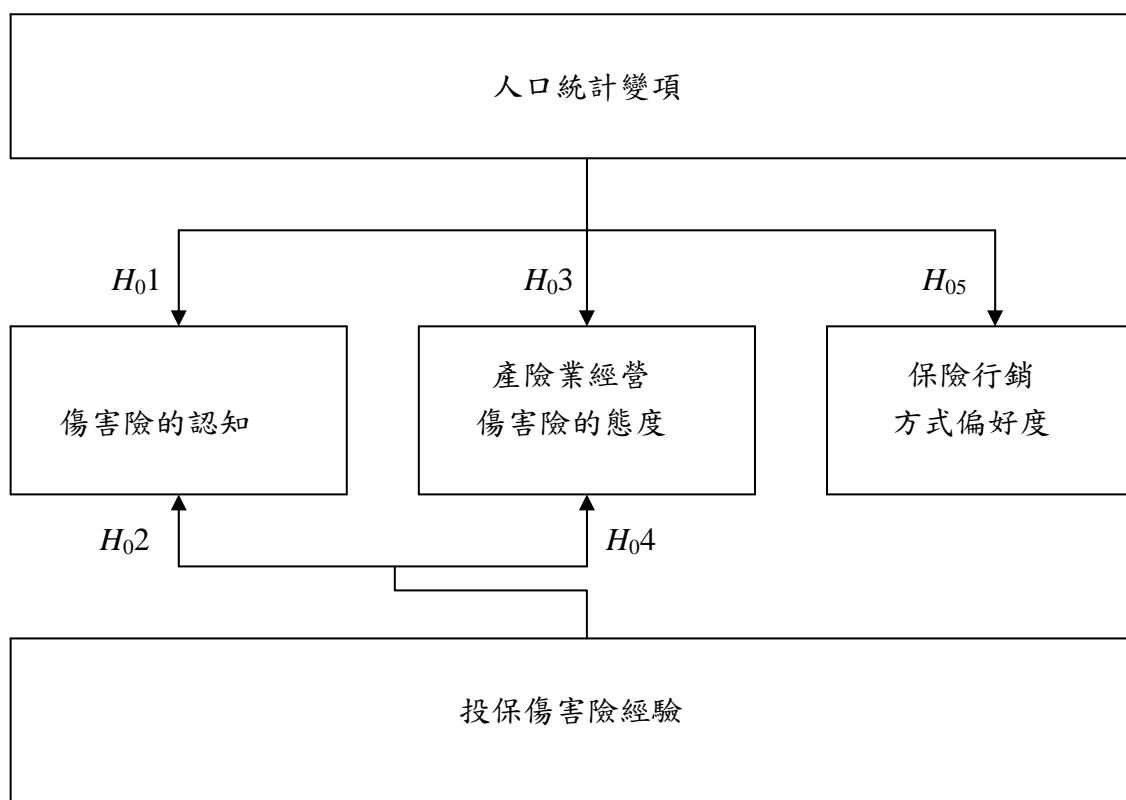 人口統計變項
H₀1
H₀3
H₀₅
傷害險的認知
產險業經營
傷害險的態度
保險行銷
方式偏好度
H₀2
H₀4
投保傷害險經驗